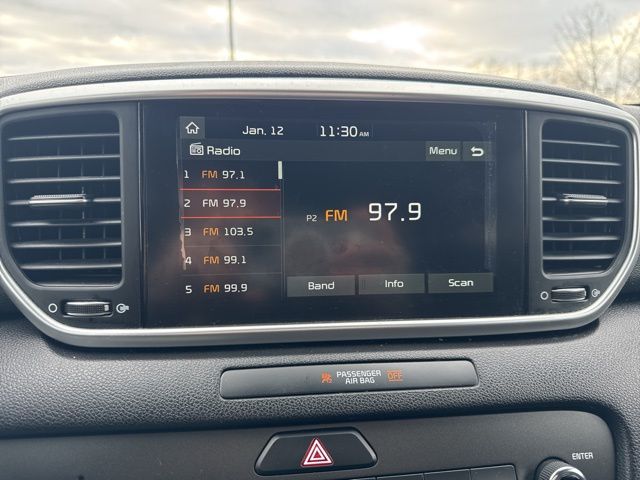 Jan. 12 11:30 AM
Radio Menu
1 FM 97.1
2 FM 97.9
3 FM 103.5
4 FM 99.1
5 FM 99.9
P2 FM 97.9
Band Info Scan
PASSENGER
AIR BAG OFF
ENTER